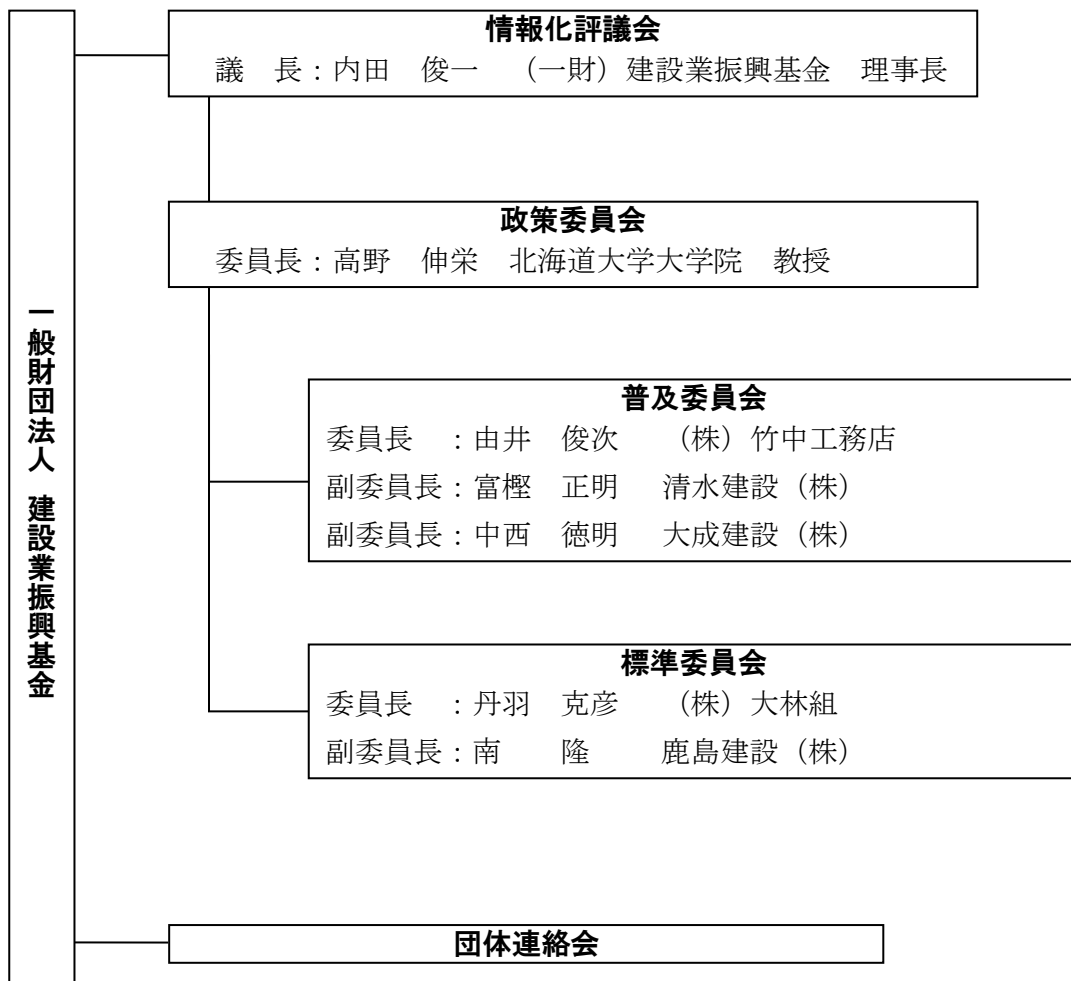 一般財団法人 建設業振興基金
情報化評議会
議　長：内田　俊一　（一財）建設業振興基金　理事長
政策委員会
委員長：高野　伸栄　北海道大学大学院　教授
普及委員会
委員長　：由井　俊次　（株）竹中工務店
副委員長：富樫　正明　清水建設（株）
副委員長：中西　徳明　大成建設（株）
標準委員会
委員長　：丹羽　克彦　（株）大林組
副委員長：南　　隆　　鹿島建設（株）
団体連絡会